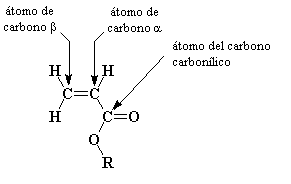 átomo de
carbono β
átomo de
carbono α
átomo del carbono
carbonílico
H H
C=C
H C=O
O
R